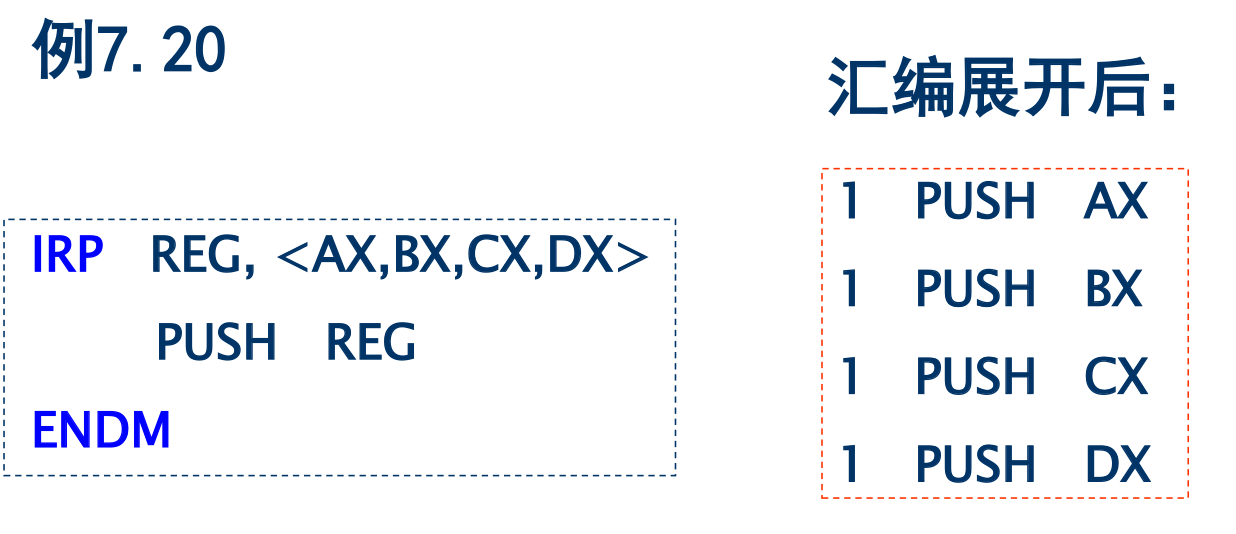 例7.20
IRP REG, <AX,BX,CX,DX>
PUSH REG
ENDM
汇编展开后：
1 PUSH AX
1 PUSH BX
1 PUSH CX
1 PUSH DX